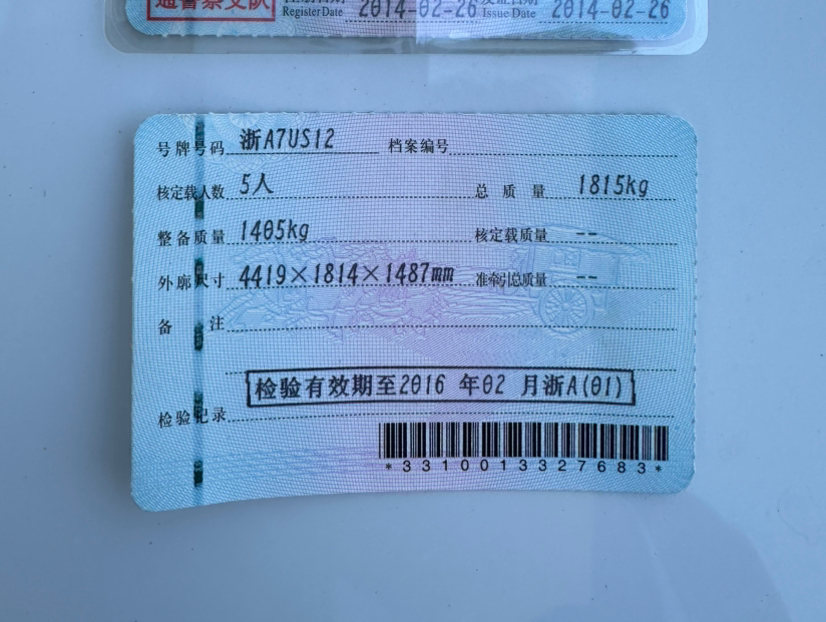 Register Date 2014-02-26 Issue Date 2014-02-26
号牌号码 浙A7US12 档案编号
核定载人数 5人 总质量 1815kg
整备质量 1405kg 核定载质量 --
外廓尺寸 4419×1814×1487mm 准牵引总质量 --
备注
检验有效期至2016 年02 月浙A(01)
检验记录
*3310013327683*